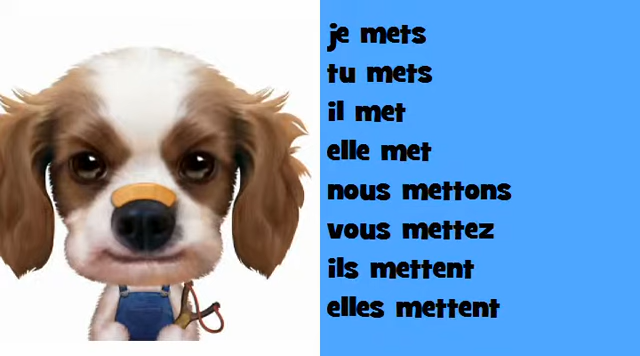 je mets
tu mets
il met
elle met
nous mettons
vous mettez
ils mettent
elles mettent